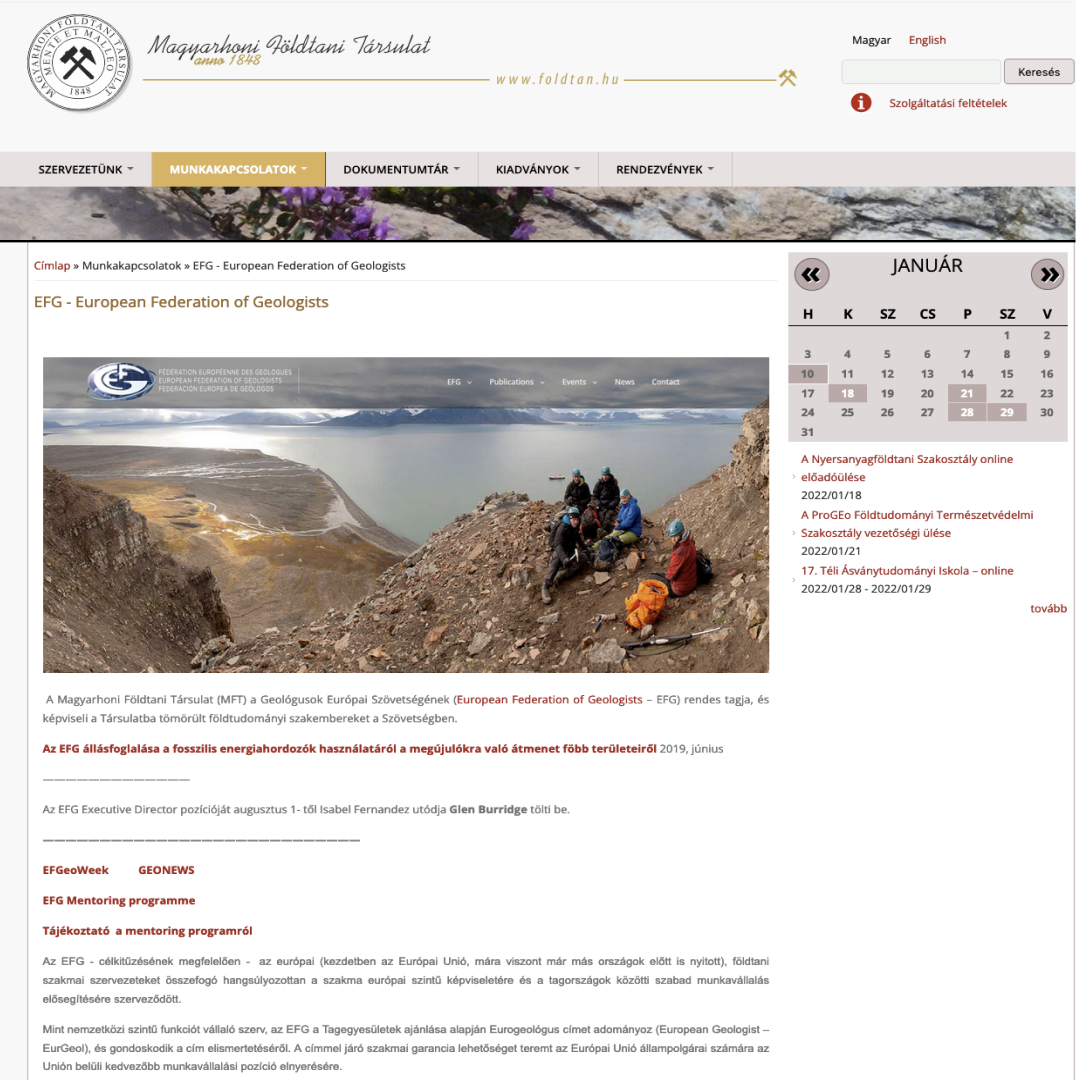 MAGYARHONI FÖLDTANI TÁRSULAT
MENTE ET MALLEO
1848
Magyarhoni Földtani Társulat
anno 1848
www.foldtan.hu
Magyar English
Keresés
Szolgáltatási feltételek
SZERVEZETÜNK MUNKAKAPCSOLATOK DOKUMENTUMTÁR KIADVÁNYOK RENDEZVÉNYEK
Címlap » Munkakapcsolatok » EFG - European Federation of Geologists
EFG - European Federation of Geologists
EFG
FÉDÉRATION EUROPÉENNE DES GEOLOGUES
EUROPEAN FEDERATION OF GEOLOGISTS
FEDERACIÓN EUROPEA DE GEÓLOGOS
EFG Publications Events News Contact
A Magyarhoni Földtani Társulat (MFT) a Geológusok Európai Szövetségének (European Federation of Geologists – EFG) rendes tagja, és
képviseli a Társulatba tömörült földtudományi szakembereket a Szövetségben.
Az EFG állásfoglalása a fosszilis energiahordozók használatáról a megújulókra való átmenet főbb területeiről 2019, június
——————————————
Az EFG Executive Director pozícióját augusztus 1- től Isabel Fernandez utódja Glen Burridge tölti be.
——————————————————————————————
EFGeoWeek GEONEWS
EFG Mentoring programme
Tájékoztató a mentoring programról
Az EFG - célkitűzésének megfelelően - az európai (kezdetben az Európai Unió, mára viszont már más országok előtt is nyitott), földtani
szakmai szervezeteket összefogó hangsúlyozottan a szakma európai szintű képviseletére és a tagországok közötti szabad munkavállalás
elősegítésére szerveződött.
Mint nemzetközi szintű funkciót vállaló szerv, az EFG a Tagegyesületek ajánlása alapján Eurogeológus címet adományoz (European Geologist –
EurGeol), és gondoskodik a cím elismertetéséről. A címmel járó szakmai garancia lehetőséget teremt az Európai Unió állampolgárai számára az
Unión belüli kedvezőbb munkavállalási pozíció elnyerésére.
JANUÁR
H K SZ CS P SZ V
1 2
3 4 5 6 7 8 9
10 11 12 13 14 15 16
17 18 19 20 21 22 23
24 25 26 27 28 29 30
31
A Nyersanyagföldtani Szakosztály online
előadóülése
2022/01/18
A ProGEo Földtudományi Természetvédelmi
Szakosztály vezetőségi ülése
2022/01/21
17. Téli Ásványtudományi Iskola – online
2022/01/28 - 2022/01/29
tovább